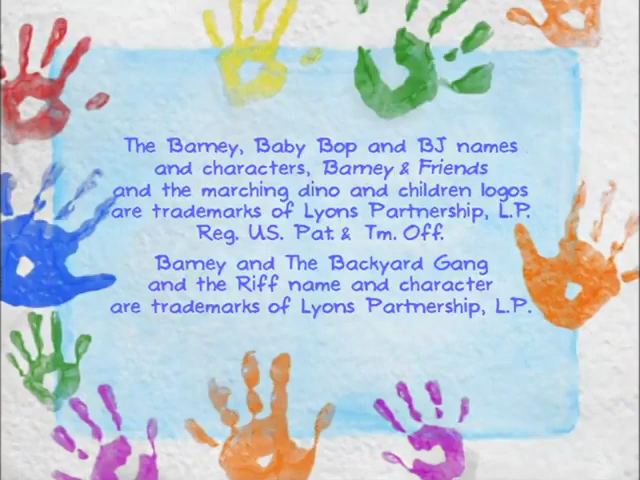 The Barney, Baby Bop and BJ names
and characters, Barney & Friends
and the marching dino and children logos
are trademarks of Lyons Partnership, L.P.
Reg. U.S. Pat. & Tm. Off.
Barney and The Backyard Gang
and the Riff name and character
are trademarks of Lyons Partnership, L.P.